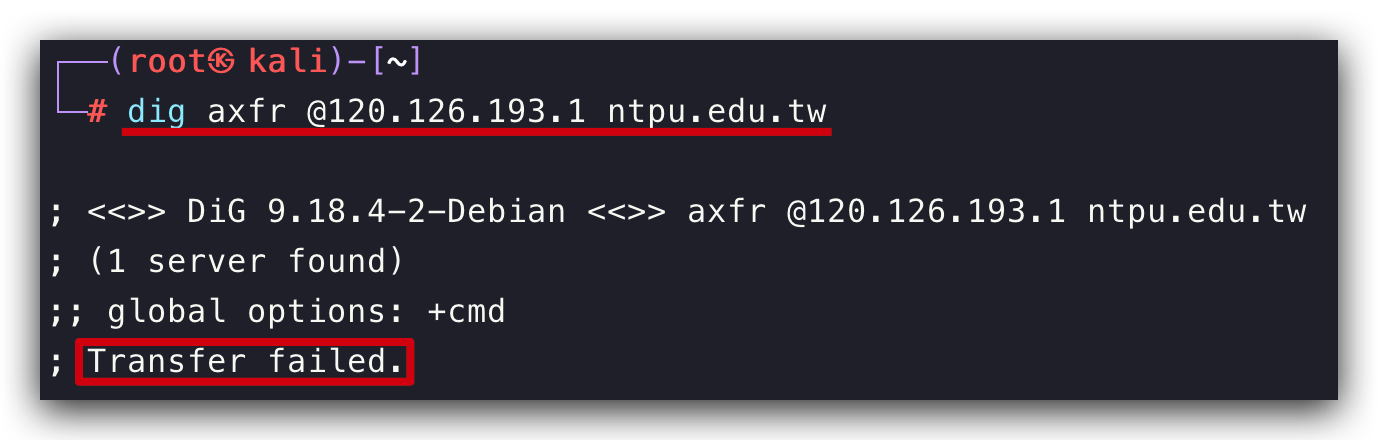 ┌──(root㉿kali)-[~]
└─# dig axfr @120.126.193.1 ntpu.edu.tw
; <<>> DiG 9.18.4-2-Debian <<>> axfr @120.126.193.1 ntpu.edu.tw
; (1 server found)
;; global options: +cmd
; Transfer failed.